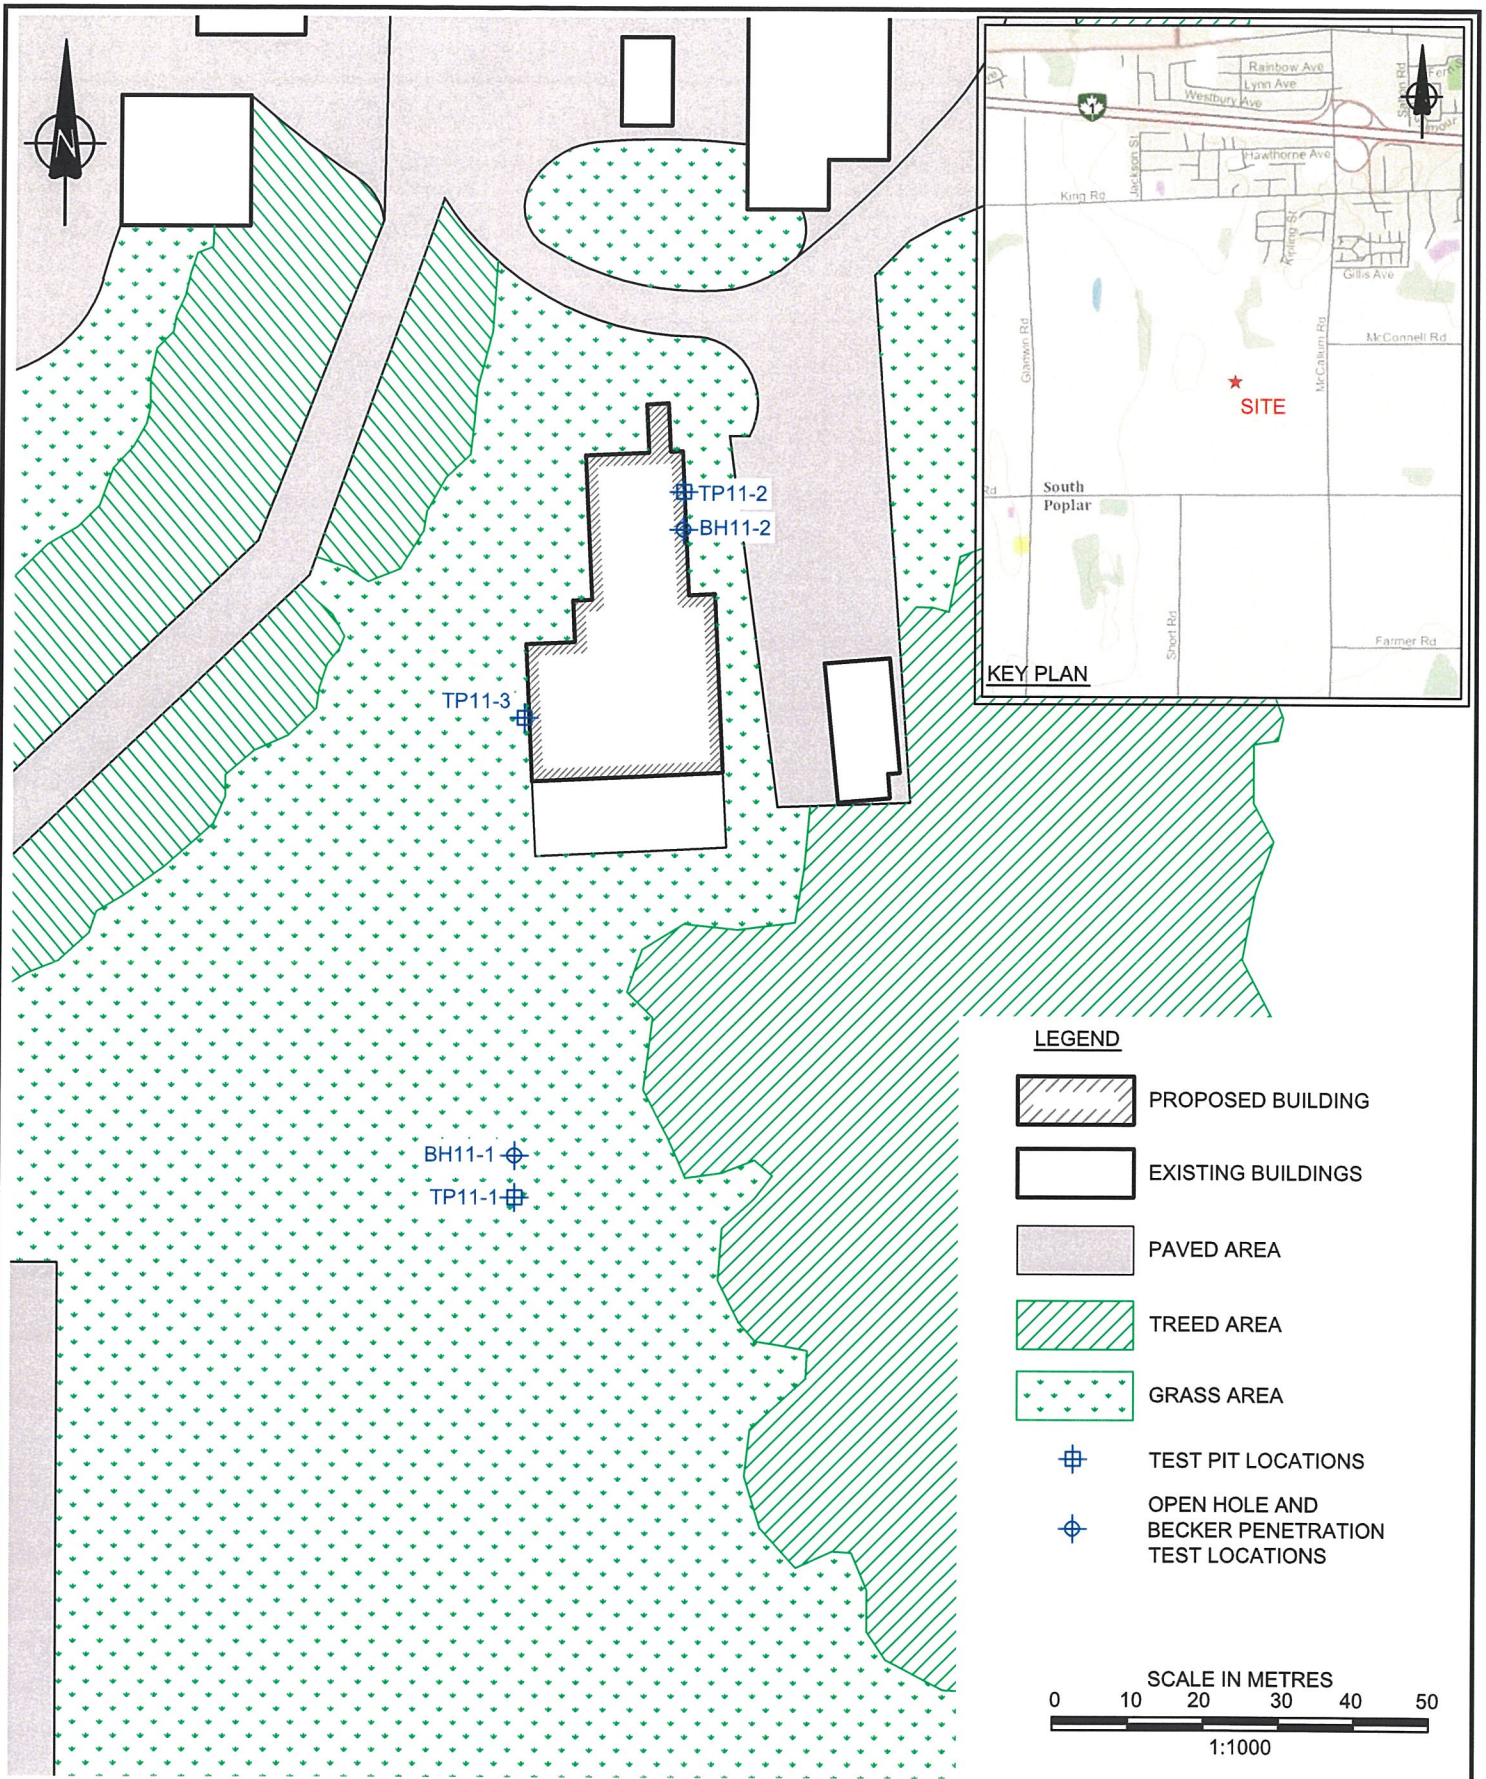 N
Rainbow Ave
Lynn Ave
Westbury Ave
1
Hawthorne Ave
Jackson St
King Rd
Gillis Ave
Gladwin Rd
McCallum Rd
McConnell Rd
SITE
South
Poplar
Rd
Short Rd
Farmer Rd
KEY PLAN
TP11-2
BH11-2
TP11-3
BH11-1
TP11-1
LEGEND
PROPOSED BUILDING
EXISTING BUILDINGS
PAVED AREA
TREED AREA
GRASS AREA
TEST PIT LOCATIONS
OPEN HOLE AND
BECKER PENETRATION
TEST LOCATIONS
SCALE IN METRES
0 10 20 30 40 50
1:1000